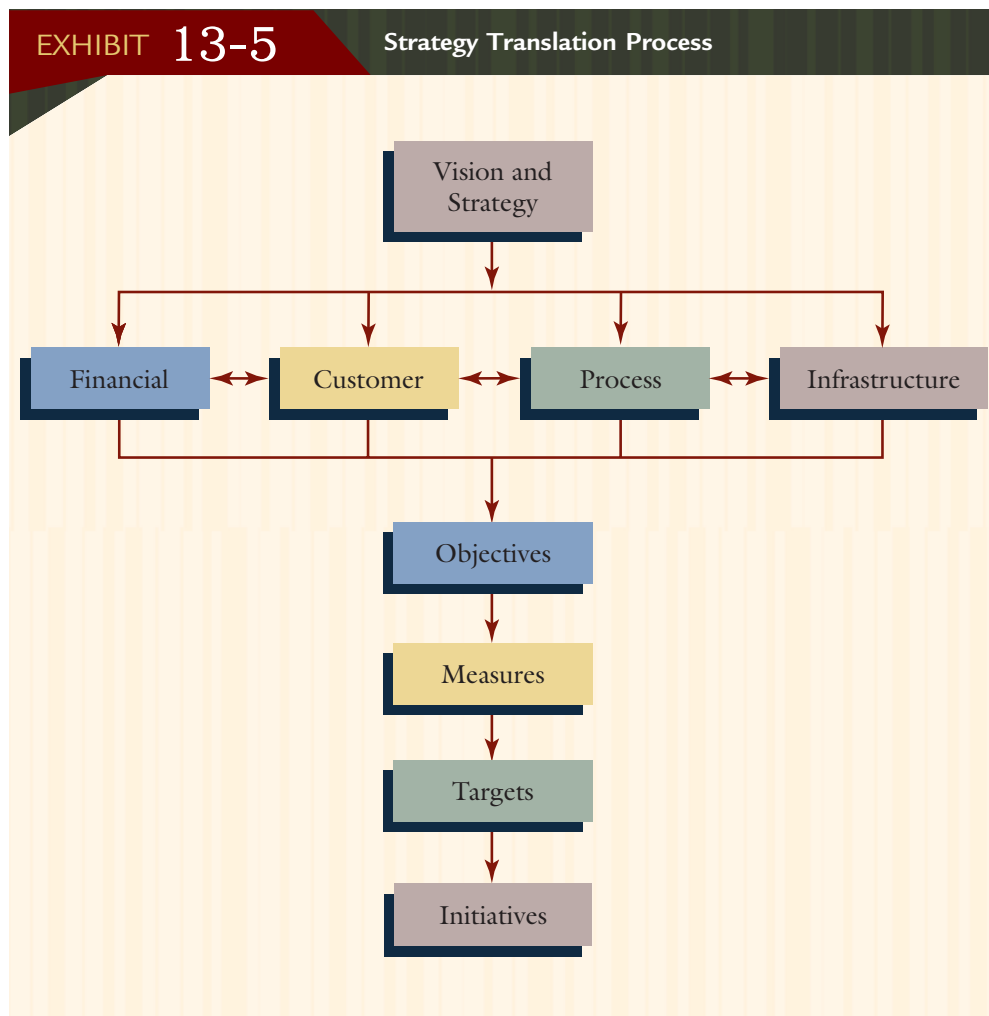 EXHIBIT 13-5 Strategy Translation Process
Vision and
Strategy
Financial Customer Process Infrastructure
Objectives
Measures
Targets
Initiatives